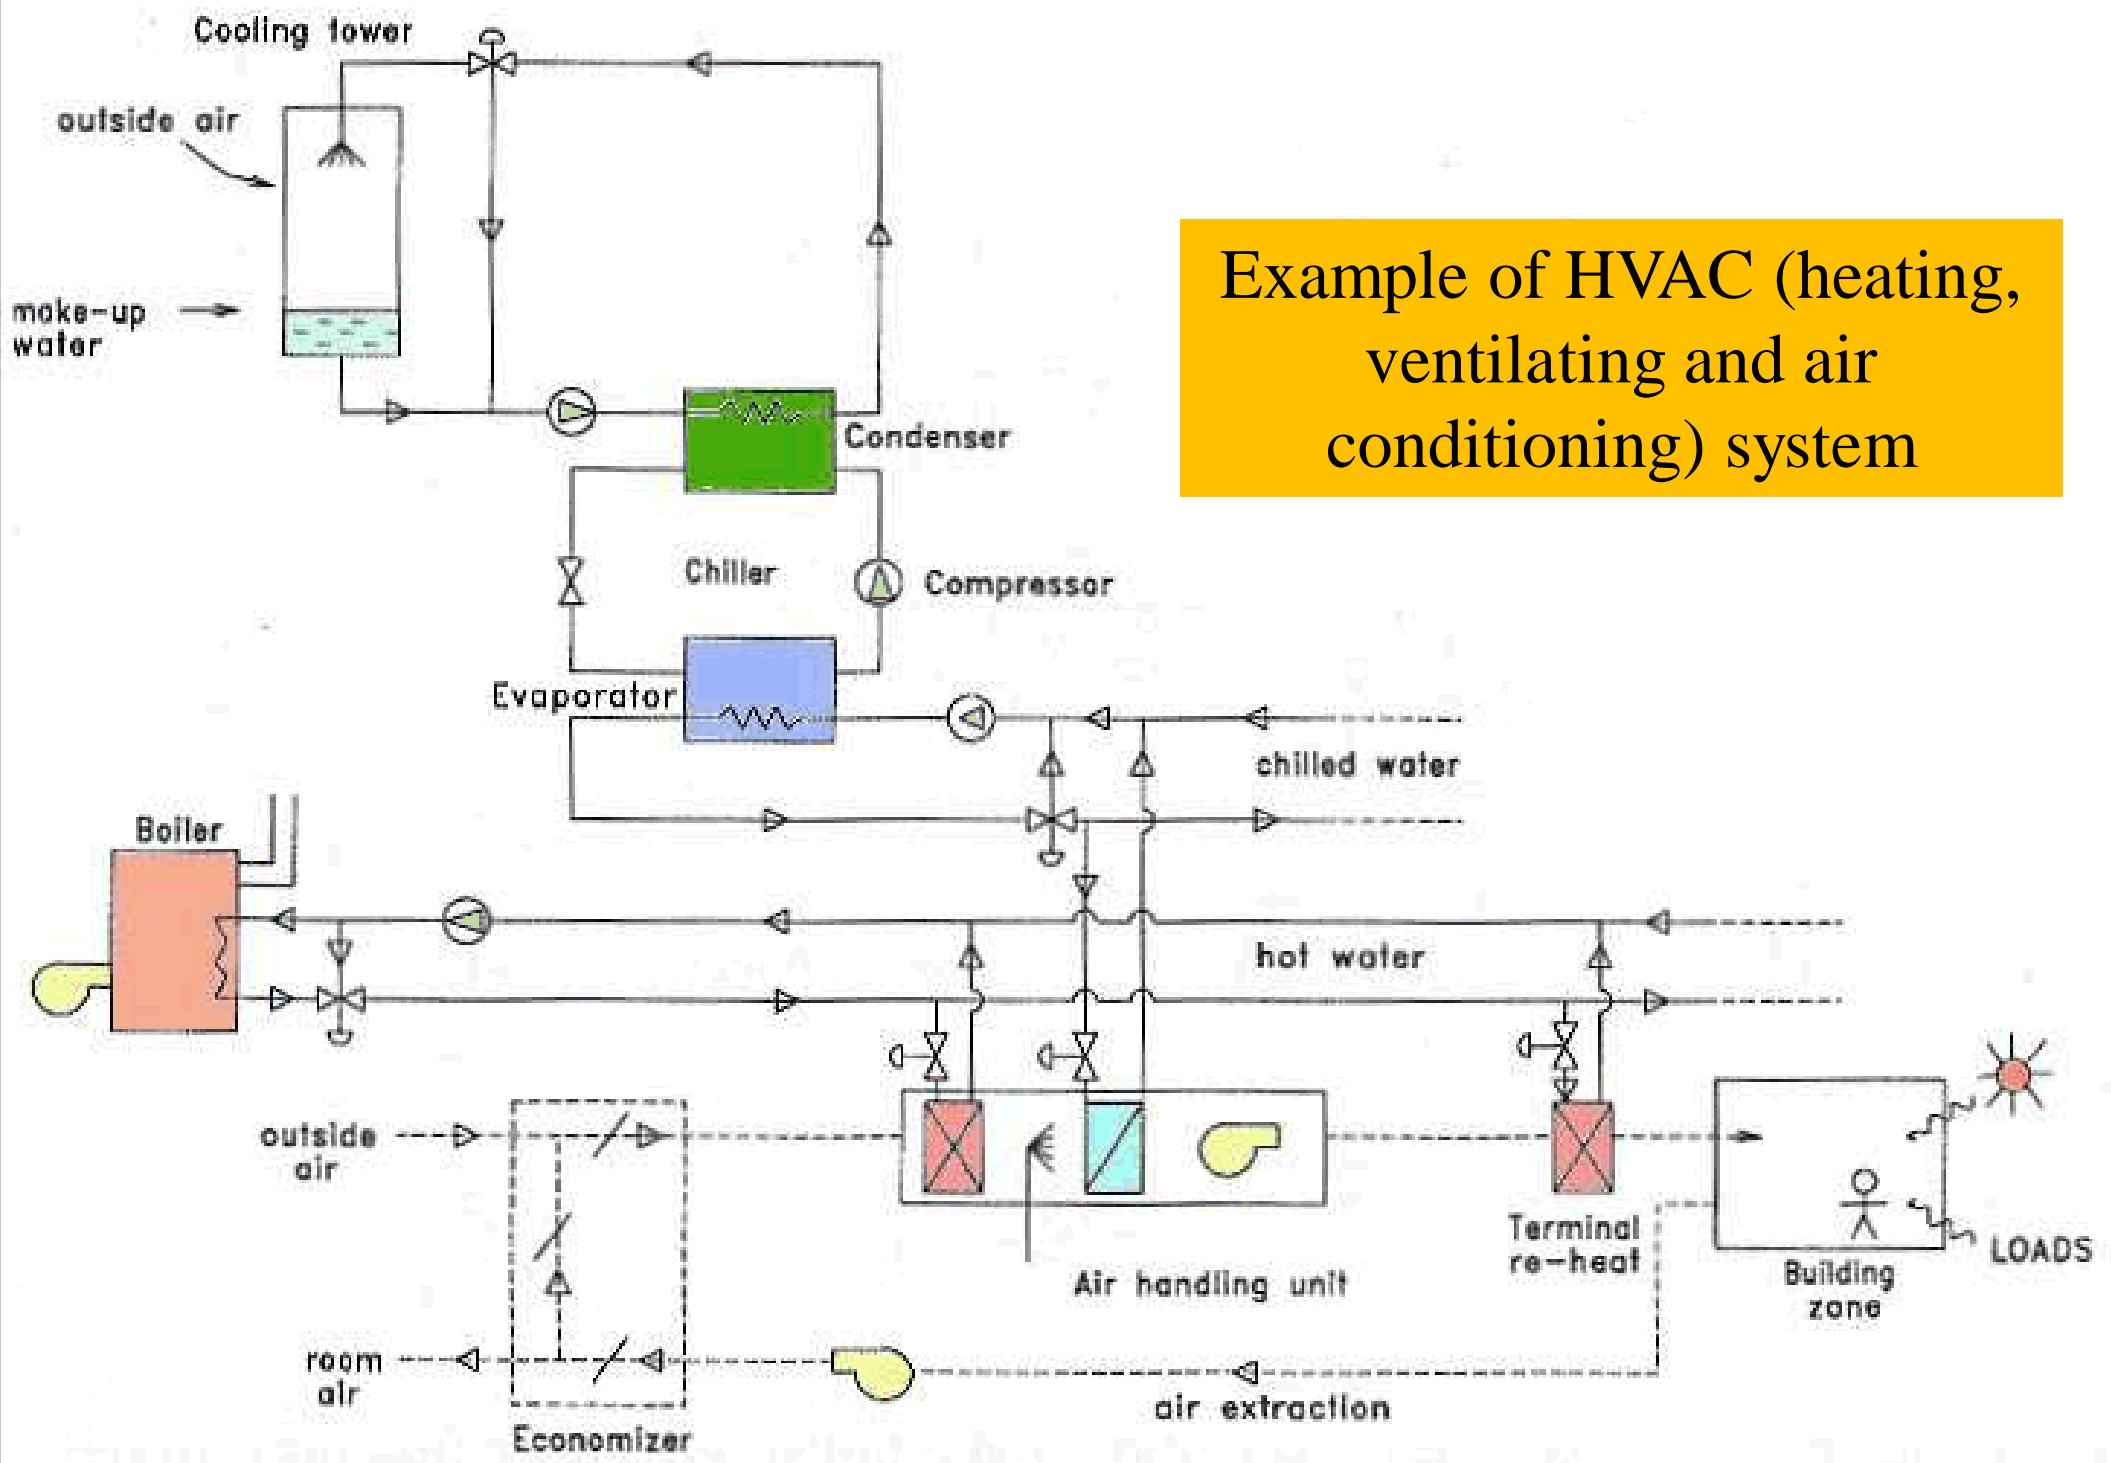 Cooling tower
outside air
make-up
water
Example of HVAC (heating,
ventilating and air
conditioning) system
Condenser
Chiller
Compressor
Evaporator
chilled water
Boiler
hot water
outside
air
Terminal
re-heat
LOADS
Building
zone
Air handling unit
room
air
air extraction
Economizer